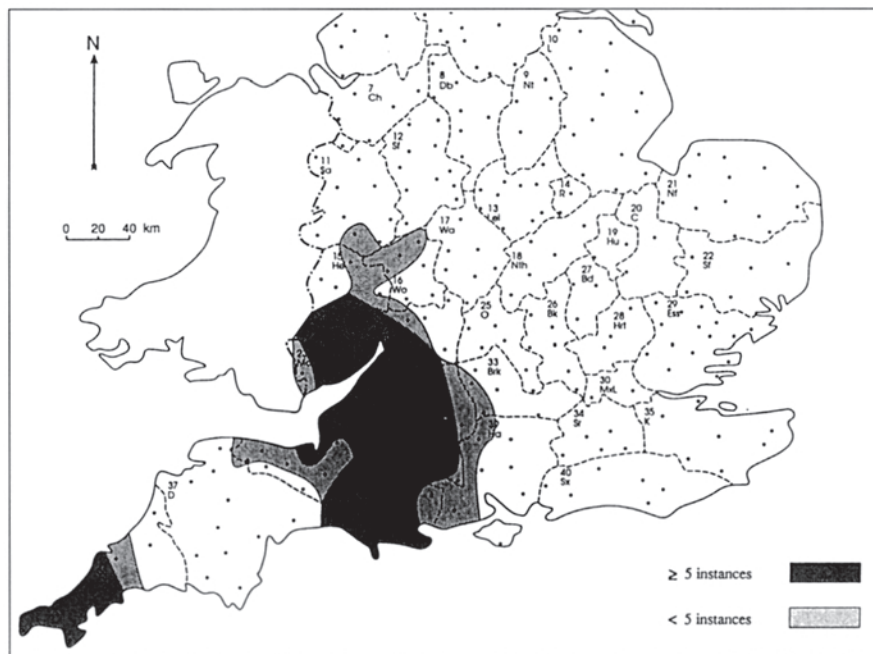 N
0 20 40 km
10
L
9
Nt
8
Db
7
Ch
12
Sf
11
Sa
14
R
13
Lei
21
Nf
20
C
19
Hu
17
Wa
18
Nth
22
Sf
15
He
16
Wo
27
Bd
25
O
26
Bk
28
Hrt
29
Ess
33
Brk
30
MxL
34
Sr
35
K
40
Sx
37
D
≥ 5 instances
< 5 instances